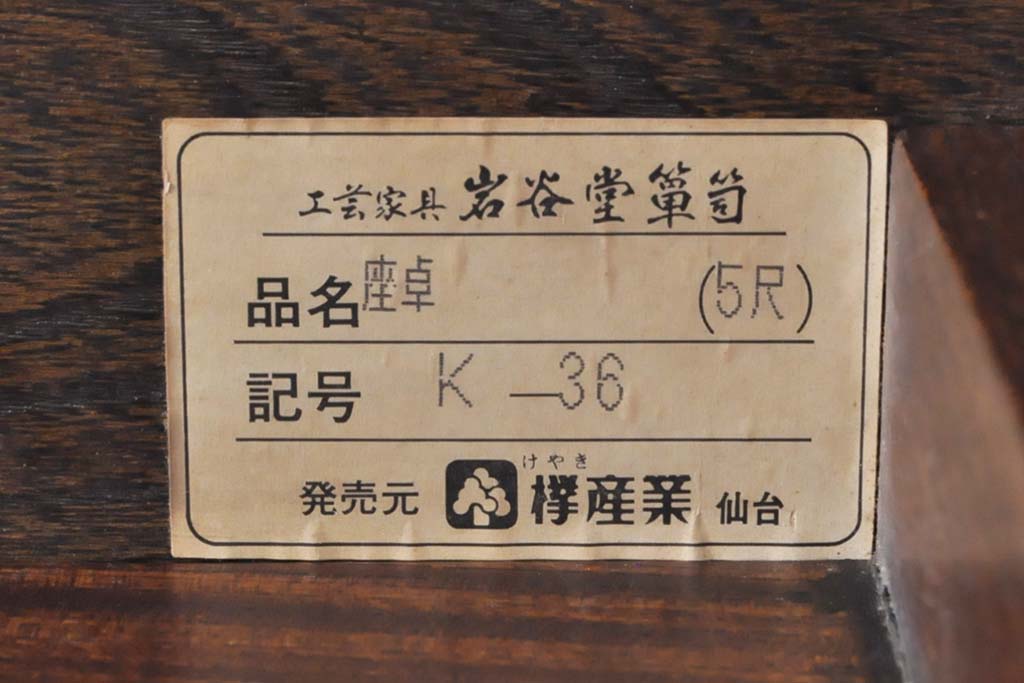 工芸家具 岩谷堂箪笥
品名 座卓 (5尺)
記号 K-36
けやき
発売元 欅産業 仙台